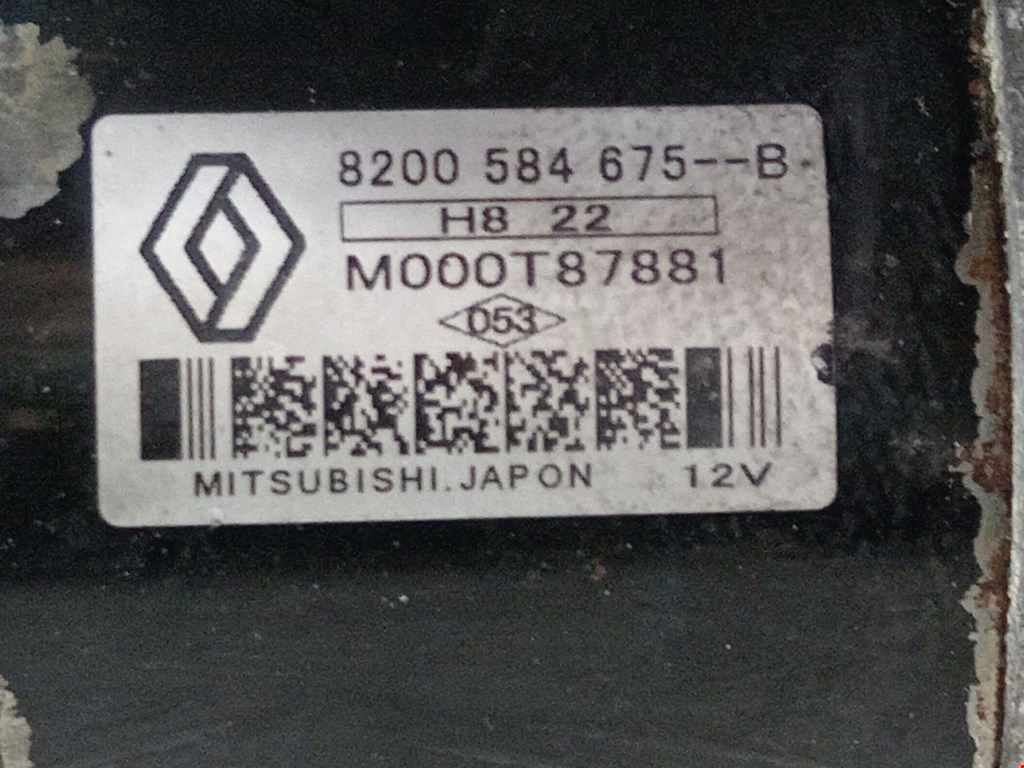 8200 584 675--B
H8 22
M000T87881
053
MITSUBISHI.JAPON 12V